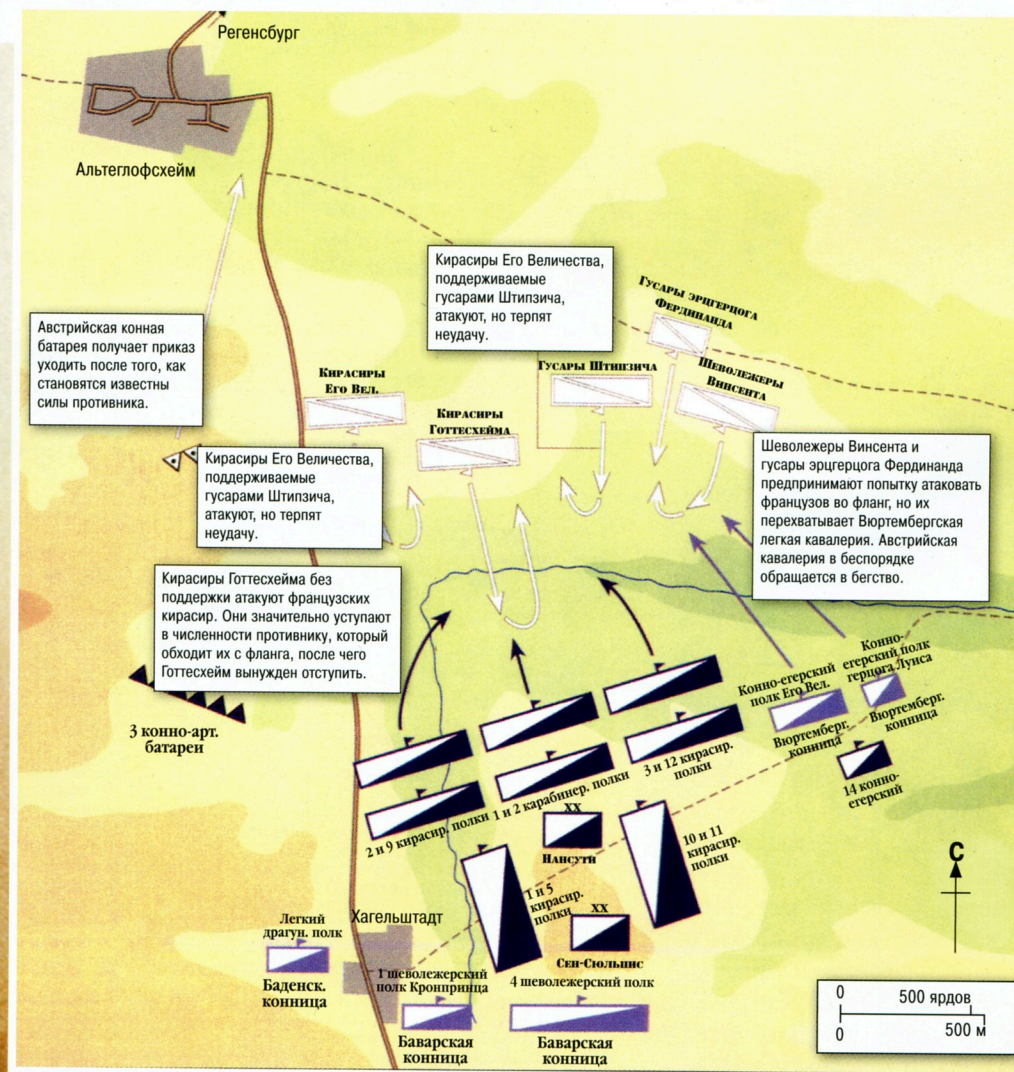 Регенсбург
Альтеглофсхейм
Австрийская конная
батарея получает приказ
уходить после того, как
становятся известны
силы противника.
Кирасиры Его Величества,
поддерживаемые
гусарами Штипзича,
атакуют, но терпят
неудачу.
Гусары эрцгерцога
Фердинанда
Гусары Штипзича
Шеволежеры
Винсента
Кирасиры
Его Вел.
Кирасиры
Готтесхейма
Кирасиры Его Величества,
поддерживаемые
гусарами Штипзича,
атакуют, но терпят
неудачу.
Шеволежеры Винсента и
гусары эрцгерцога Фердинанда
предпринимают попытку атаковать
французов во фланг, но их
перехватывает Вюртембергская
легкая кавалерия. Австрийская
кавалерия в беспорядке
обращается в бегство.
Кирасиры Готтесхейма без
поддержки атакуют французских
кирасир. Они значительно уступают
в численности противнику, который
обходит их с фланга, после чего
Готтесхейм вынужден отступить.
3 конно-арт.
батареи
Конно-егерский
полк Его Вел.
Вюртемберг.
конница
Конно-
егерский полк
герцога Луиса
Вюртемберг.
конница
14 конно-
егерский
2 и 9 кирасир. полки
1 и 2 карабинер. полки
3 и 12 кирасир.
полки
XX
Нансути
10 и 11
кирасир.
полки
1 и 5
кирасир.
полки
XX
Сен-Сюльпис
Легкий
драгун. полк
Баденск.
конница
Хагельштадт
1 шеволежерский
полк Кронпринца
Баварская
конница
4 шеволежерский полк
Баварская
конница
С
0
500 ярдов
0
500 м